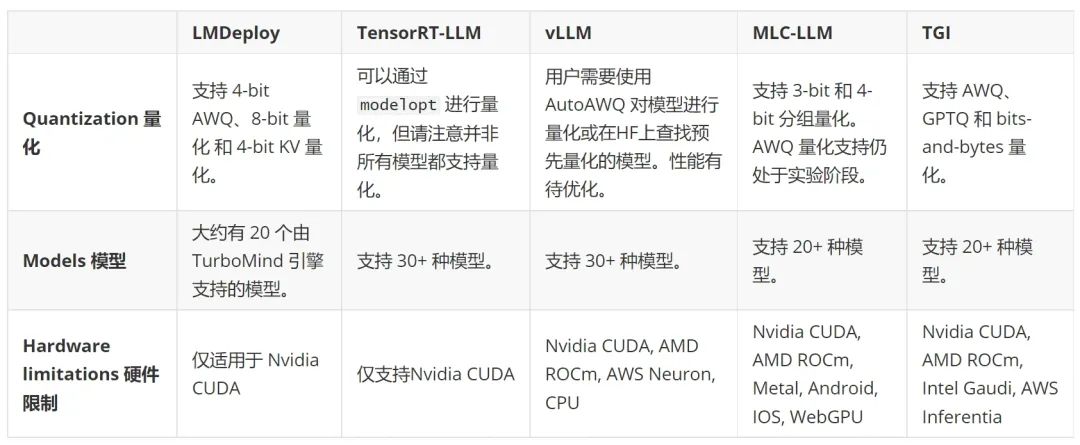 LMDeploy TensorRT-LLM vLLM MLC-LLM TGI
Quantization 量
化
支持 4-bit
AWQ、8-bit 量
化 和 4-bit KV 量
化。
可以通过
modelopt 进行量
化，但请注意并非
所有模型都支持量
化。
用户需要使用
AutoAWQ 对模型进行
量化或在HF上查找预
先量化的模型。性能有
待优化。
支持 3-bit 和 4-
bit 分组量化。
AWQ 量化支持仍
处于实验阶段。
支持 AWQ、
GPTQ 和 bits-
and-bytes 量
化。
Models 模型
大约有 20 个由
TurboMind 引擎
支持的模型。
支持 30+ 种模型。
支持 30+ 种模型。
支持 20+ 种模
型。
支持 20+ 种模
型。
Hardware
limitations 硬件
限制
仅适用于 Nvidia
CUDA
仅支持Nvidia CUDA
Nvidia CUDA, AMD
ROCm, AWS Neuron,
CPU
Nvidia CUDA,
AMD ROCm,
Metal, Android,
IOS, WebGPU
Nvidia CUDA,
AMD ROCm,
Intel Gaudi, AWS
Inferentia